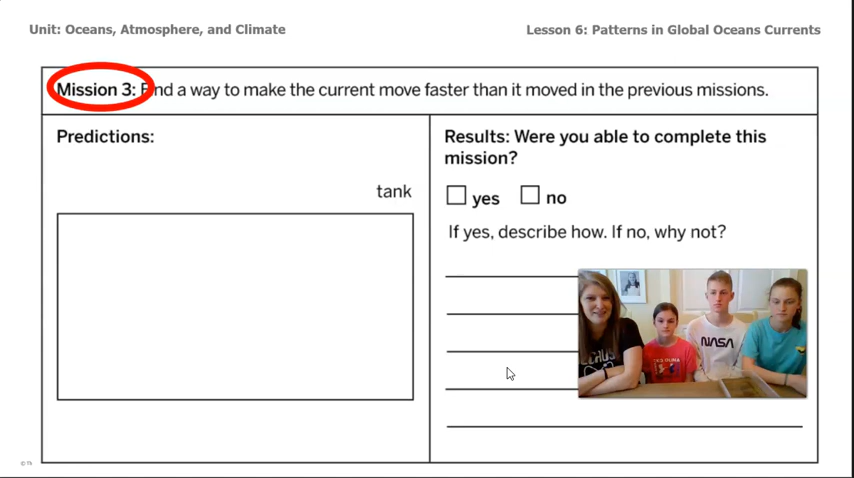 Unit: Oceans, Atmosphere, and Climate
Lesson 6: Patterns in Global Oceans Currents
Mission 3: Find a way to make the current move faster than it moved in the previous missions.
Predictions:
tank
Results: Were you able to complete this
mission?
yes no
If yes, describe how. If no, why not?
NASA